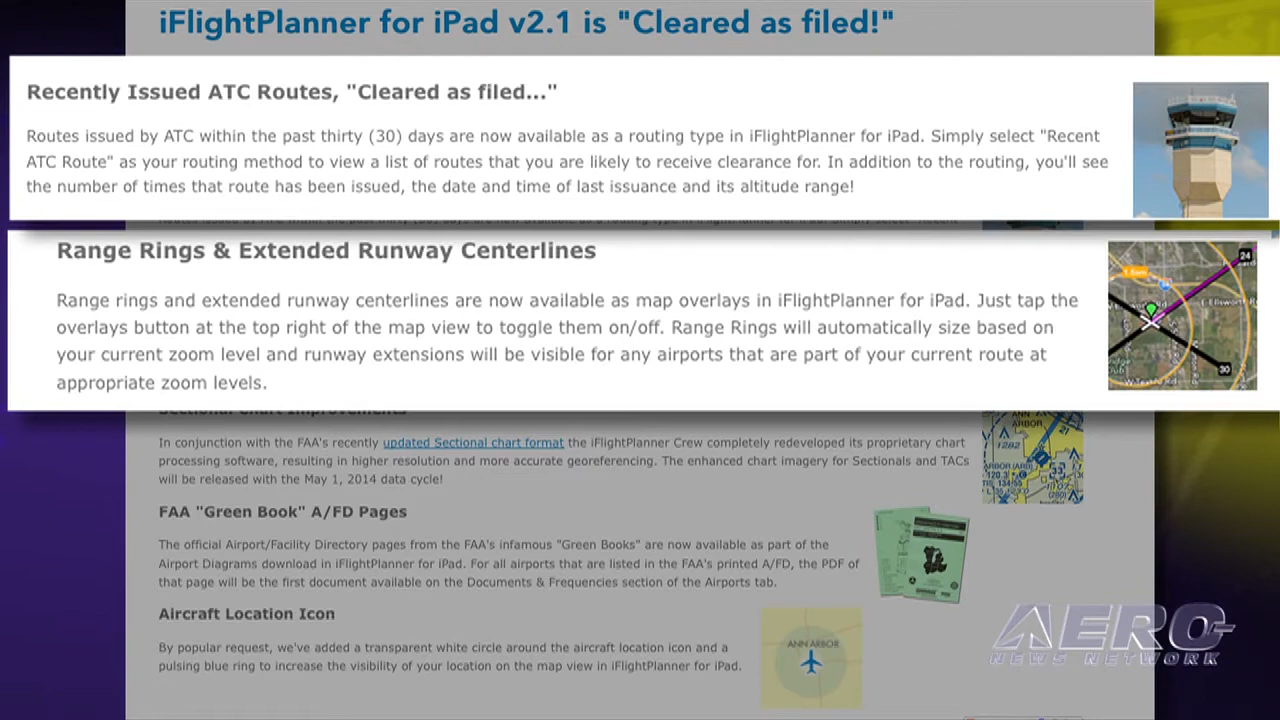 iFlightPlanner for iPad v2.1 is "Cleared as filed!"
Recently Issued ATC Routes, "Cleared as filed..."
Routes issued by ATC within the past thirty (30) days are now available as a routing type in iFlightPlanner for iPad. Simply select "Recent
ATC Route" as your routing method to view a list of routes that you are likely to receive clearance for. In addition to the routing, you'll see
the number of times that route has been issued, the date and time of last issuance and its altitude range!
Range Rings & Extended Runway Centerlines
Range rings and extended runway centerlines are now available as map overlays in iFlightPlanner for iPad. Just tap the
overlays button at the top right of the map view to toggle them on/off. Range Rings will automatically size based on
your current zoom level and runway extensions will be visible for any airports that are part of your current route at
appropriate zoom levels.
24
30
Sectional Chart Improvements
In conjunction with the FAA's recently updated Sectional chart format the iFlightPlanner Crew completely redeveloped its proprietary chart
processing software, resulting in higher resolution and more accurate georeferencing. The enhanced chart imagery for Sectionals and TACs
will be released with the May 1, 2014 data cycle!
ANN
ARBOR
21
1282
ARBOR (ARB)
FAA "Green Book" A/FD Pages
The official Airport/Facility Directory pages from the FAA's infamous "Green Books" are now available as part of the
Airport Diagrams download in iFlightPlanner for iPad. For all airports that are listed in the FAA's printed A/FD, the PDF of
that page will be the first document available on the Documents & Frequencies section of the Airports tab.
Aircraft Location Icon
By popular request, we've added a transparent white circle around the aircraft location icon and a
pulsing blue ring to increase the visibility of your location on the map view in iFlightPlanner for iPad.
ANN ARBOR
AERO-
NEWS NETWORK